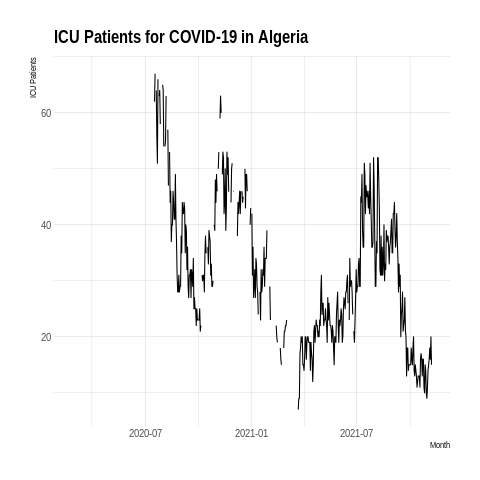 ICU Patients for COVID-19 in Algeria
ICU Patients
60
40
20
2020-07
2021-01
2021-07
Month